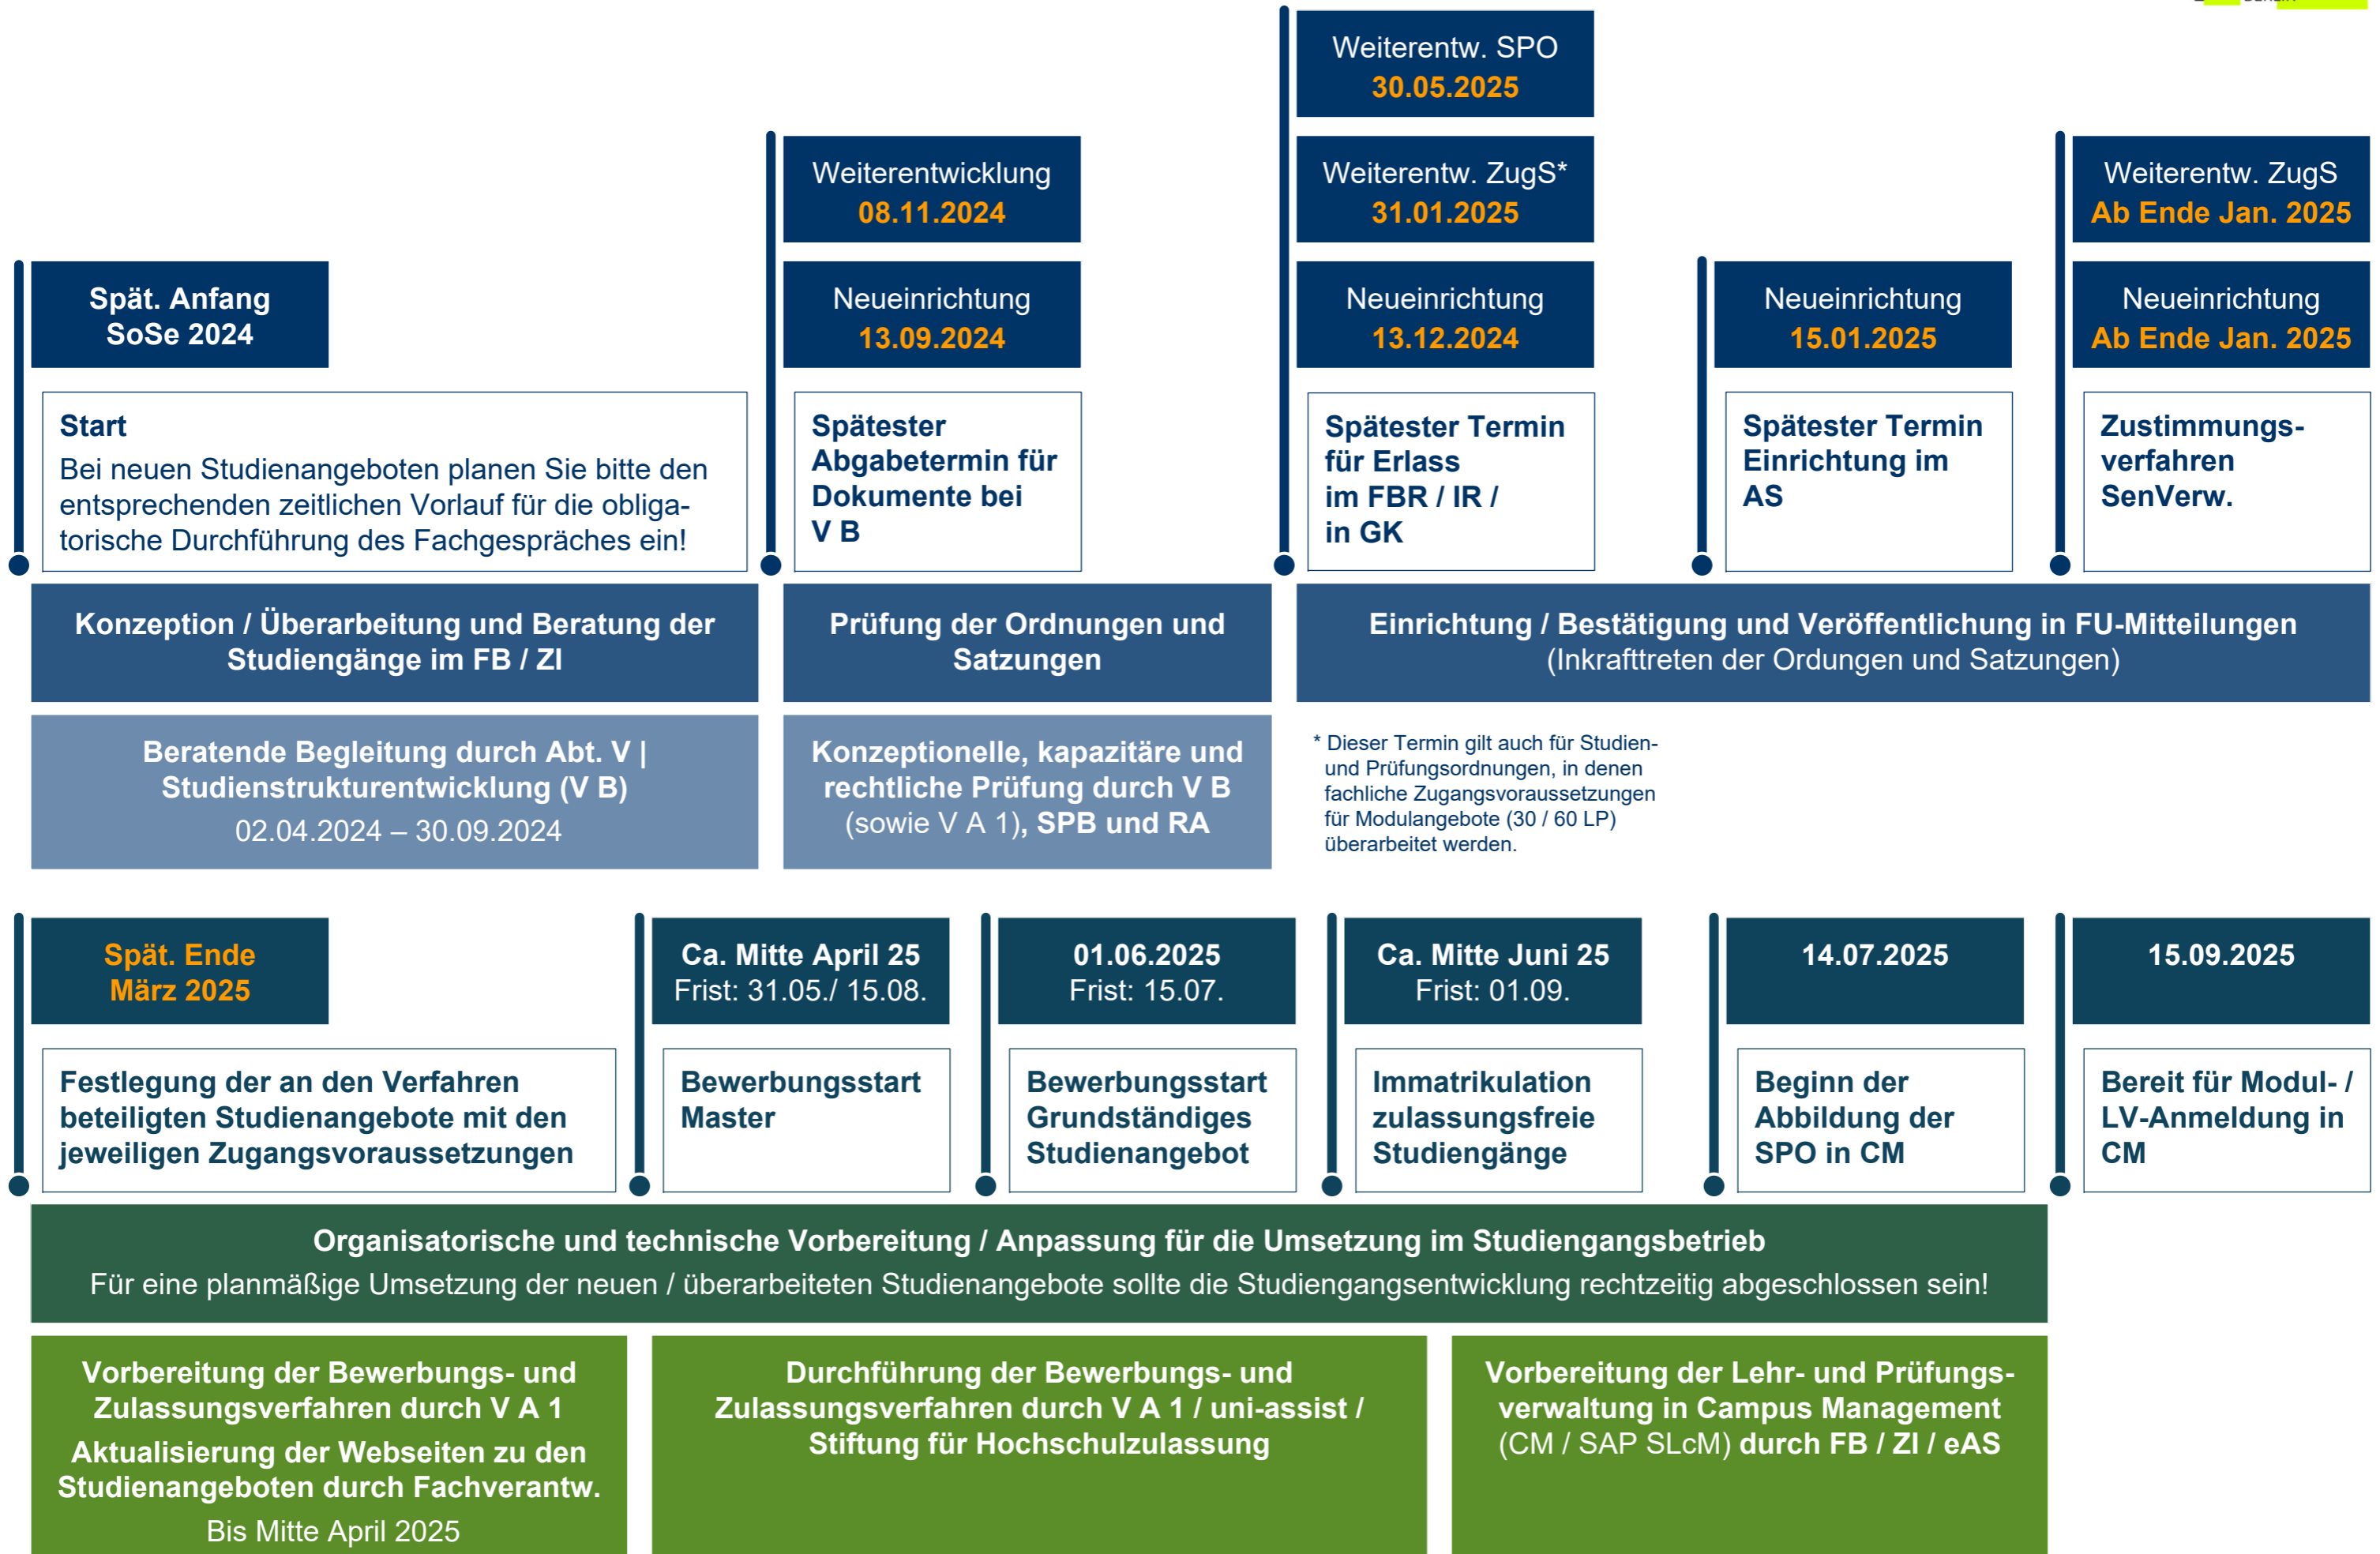 Weiterentw. SPO
30.05.2025
Weiterentwicklung
08.11.2024
Weiterentw. ZugS*
31.01.2025
Weiterentw. ZugS
Ab Ende Jan. 2025
Spät. Anfang
SoSe 2024
Neueinrichtung
13.09.2024
Neueinrichtung
13.12.2024
Neueinrichtung
15.01.2025
Neueinrichtung
Ab Ende Jan. 2025
Start
Bei neuen Studienangeboten planen Sie bitte den
entsprechenden zeitlichen Vorlauf für die obliga-
torische Durchführung des Fachgespräches ein!
Spätester
Abgabetermin für
Dokumente bei
V B
Spätester Termin
für Erlass
im FBR / IR /
in GK
Spätester Termin
Einrichtung im
AS
Zustimmungs-
verfahren
SenVerw.
Konzeption / Überarbeitung und Beratung der
Studiengänge im FB / ZI
Prüfung der Ordnungen und
Satzungen
Einrichtung / Bestätigung und Veröffentlichung in FU-Mitteilungen
(Inkrafttreten der Ordungen und Satzungen)
Beratende Begleitung durch Abt. V |
Studienstrukturentwicklung (V B)
02.04.2024 – 30.09.2024
Konzeptionelle, kapazitäre und
rechtliche Prüfung durch V B
(sowie V A 1), SPB und RA
* Dieser Termin gilt auch für Studien-
und Prüfungsordnungen, in denen
fachliche Zugangsvoraussetzungen
für Modulangebote (30 / 60 LP)
überarbeitet werden.
Spät. Ende
März 2025
Ca. Mitte April 25
Frist: 31.05./ 15.08.
01.06.2025
Frist: 15.07.
Ca. Mitte Juni 25
Frist: 01.09.
14.07.2025
15.09.2025
Festlegung der an den Verfahren
beteiligten Studienangebote mit den
jeweiligen Zugangsvoraussetzungen
Bewerbungsstart
Master
Bewerbungsstart
Grundständiges
Studienangebot
Immatrikulation
zulassungsfreie
Studiengänge
Beginn der
Abbildung der
SPO in CM
Bereit für Modul- /
LV-Anmeldung in
CM
Organisatorische und technische Vorbereitung / Anpassung für die Umsetzung im Studiengangsbetrieb
Für eine planmäßige Umsetzung der neuen / überarbeiteten Studienangebote sollte die Studiengangsentwicklung rechtzeitig abgeschlossen sein!
Vorbereitung der Bewerbungs- und
Zulassungsverfahren durch V A 1
Aktualisierung der Webseiten zu den
Studienangeboten durch Fachverantw.
Bis Mitte April 2025
Durchführung der Bewerbungs- und
Zulassungsverfahren durch V A 1 / uni-assist /
Stiftung für Hochschulzulassung
Vorbereitung der Lehr- und Prüfungs-
verwaltung in Campus Management
(CM / SAP SLcM) durch FB / ZI / eAS